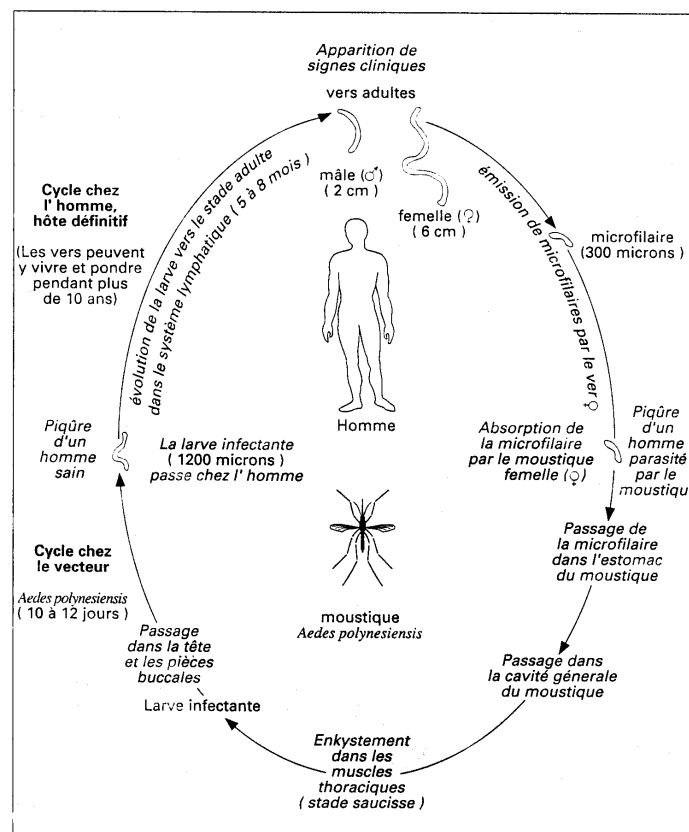 Apparition de
signes cliniques
vers adultes
mâle (♂)
( 2 cm )
femelle (♀)
( 6 cm )
émission de microfilaires par le ver ♀
microfilaire
(300 microns )
Cycle chez
l' homme,
hôte définitif
(Les vers peuvent
y vivre et pondre
pendant plus
de 10 ans)
évolution de la larve vers le stade adulte
dans le système lymphatique ( 5 à 8 mois )
Homme
Piqûre
d'un
homme
sain
La larve infectante
( 1200 microns )
passe chez l' homme
Absorption de
la microfilaire
par le moustique
femelle (♀)
Piqûre
d'un
homme
parasité
par le
moustique
Passage de
la microfilaire
dans l'estomac
du moustique
Cycle chez
le vecteur
Aedes polynesiensis
( 10 à 12 jours )
moustique
Aedes polynesiensis
Passage
dans la tête
et les pièces
buccales
Larve infectante
Passage dans
la cavité génerale
du moustique
Enkystement
dans les
muscles
thoraciques
( stade saucisse )